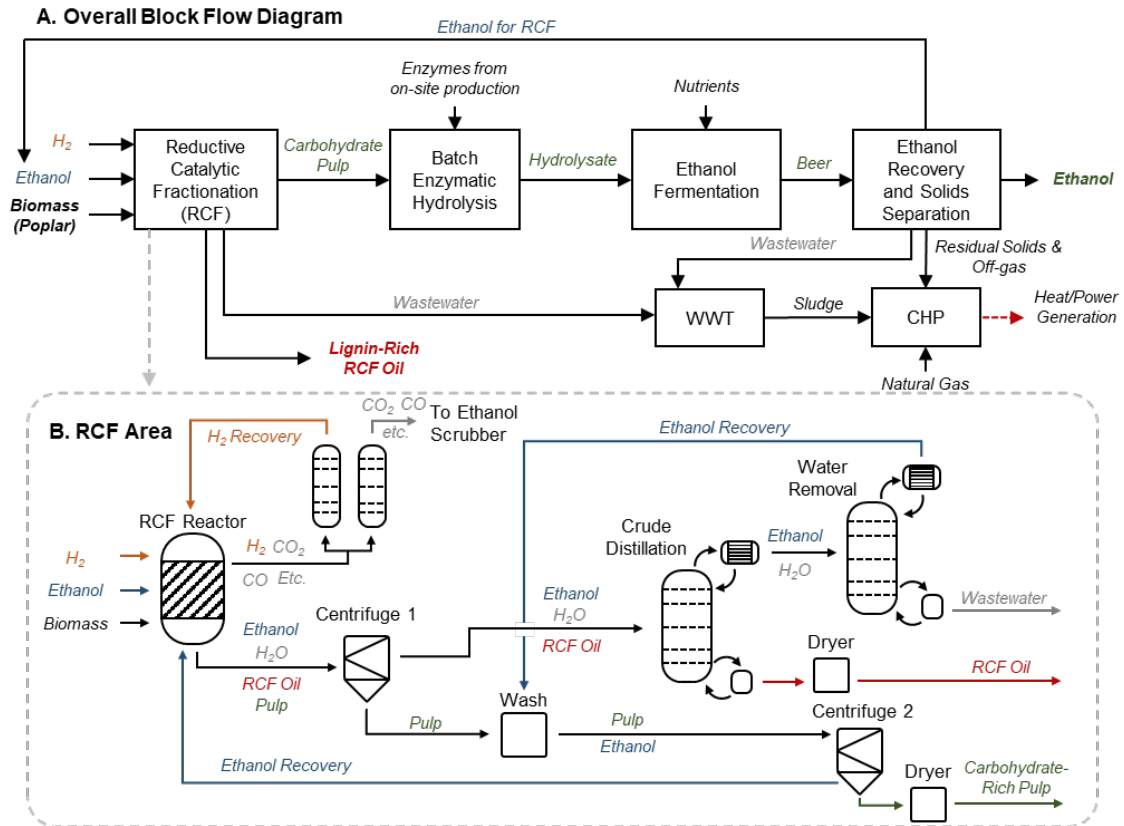 A. Overall Block Flow Diagram
Ethanol for RCF
Enzymes from
on-site production
Nutrients
H₂
Ethanol
Biomass
(Poplar)
Reductive
Catalytic
Fractionation
(RCF)
Carbohydrate
Pulp
Batch
Enzymatic
Hydrolysis
Hydrolysate
Ethanol
Fermentation
Beer
Ethanol
Recovery
and Solids
Separation
Ethanol
Wastewater
Residual Solids &
Off-gas
Wastewater
WWT
Sludge
CHP
Heat/Power
Generation
Lignin-Rich
RCF Oil
Natural Gas
B. RCF Area
H₂ Recovery
CO₂ CO
etc.
To Ethanol
Scrubber
Ethanol Recovery
Water
Removal
RCF Reactor
H₂
Ethanol
Biomass
H₂ CO₂
CO Etc.
Crude
Distillation
Ethanol
H₂O
Wastewater
Centrifuge 1
Ethanol
H₂O
RCF Oil
Pulp
Ethanol
H₂O
RCF Oil
Dryer
RCF Oil
Pulp
Wash
Pulp
Ethanol
Centrifuge 2
Ethanol Recovery
Dryer
Carbohydrate-
Rich Pulp